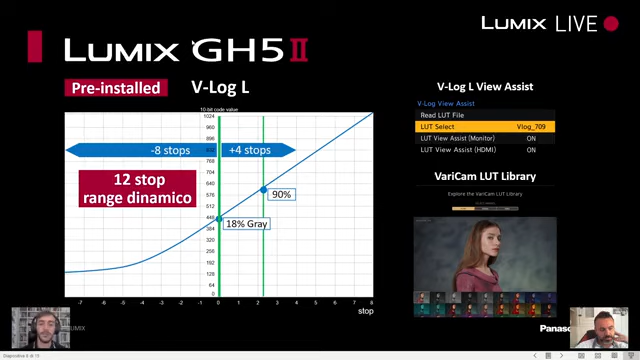 LUMIX LIVE
LUMIX GH5II
Pre-installed
V-Log L
10-bit code value
1024
960
896
832
768
704
640
576
512
448
384
320
256
192
128
64
0
-8 stops
+4 stops
12 stop
range dinamico
90%
18% Gray
-7 -6 -5 -4 -3 -2 -1 0 1 2 3 4 5 6 7 8
stop
V-Log L View Assist
V-Log View Assist
Read LUT File
LUT Select Vlog_709
LUT View Assist (Monitor) ON
LUT View Assist (HDMI) ON
VariCam LUT Library
Explore the VariCam LUT Library
LUMIX
Panaso